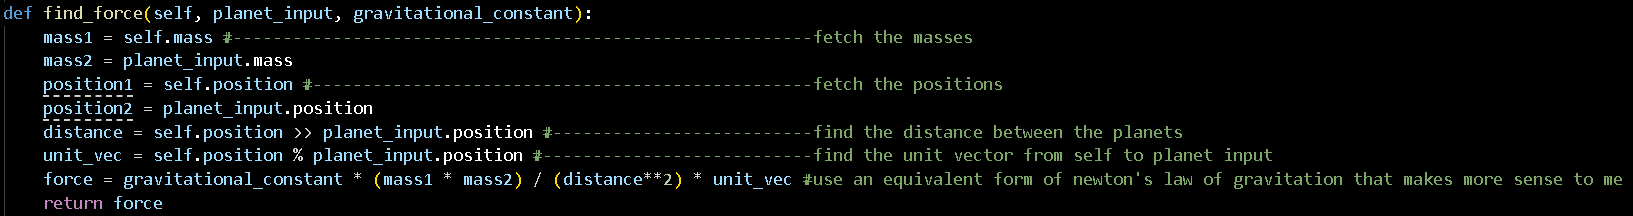 def find_force(self, planet_input, gravitational_constant):
    mass1 = self.mass #----------------------------------------------------------fetch the masses
    mass2 = planet_input.mass
    position1 = self.position #--------------------------------------------------fetch the positions
    position2 = planet_input.position
    distance = self.position >> planet_input.position #--------------------------find the distance between the planets
    unit_vec = self.position % planet_input.position #---------------------------find the unit vector from self to planet input
    force = gravitational_constant * (mass1 * mass2) / (distance**2) * unit_vec #use an equivalent form of newton's law of gravitation that makes more sense to me
    return force